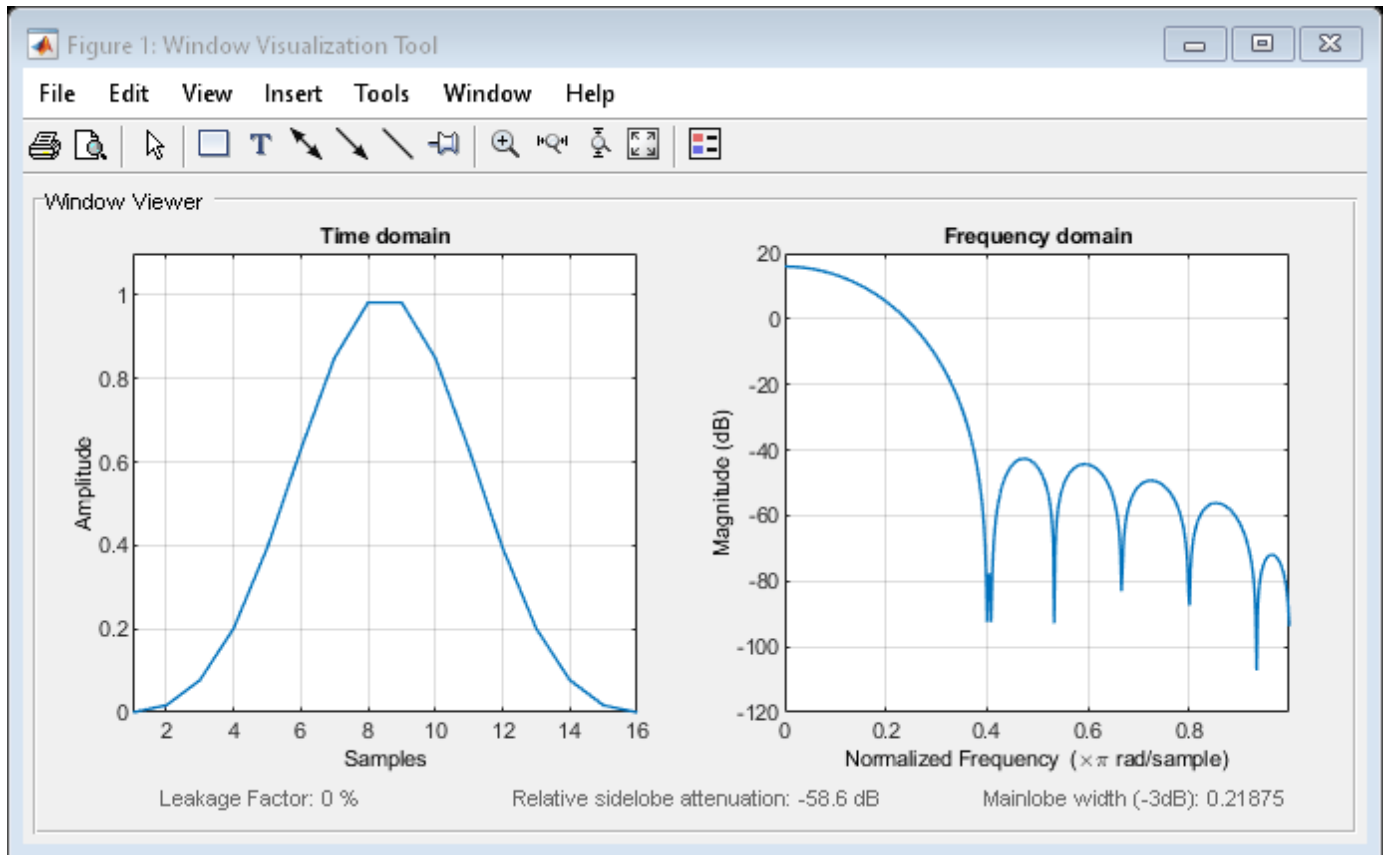 Figure 1: Window Visualization Tool
File Edit View Insert Tools Window Help
T
Window Viewer
Time domain
1
0.8
0.6
0.4
0.2
0
2 4 6 8 10 12 14 16
Amplitude
Samples
Frequency domain
20
0
-20
-40
-60
-80
-100
-120
0 0.2 0.4 0.6 0.8
Magnitude (dB)
Normalized Frequency (×π rad/sample)
Leakage Factor: 0 % Relative sidelobe attenuation: -58.6 dB Mainlobe width (-3dB): 0.21875